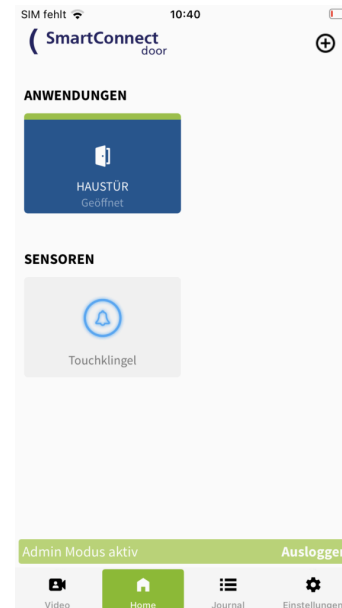 SIM fehlt 10:40
SmartConnect
door
ANWENDUNGEN
HAUSTÜR
Geöffnet
SENSOREN
Touchklingel
Admin Modus aktiv Ausloggen
Video Home Journal Einstellungen